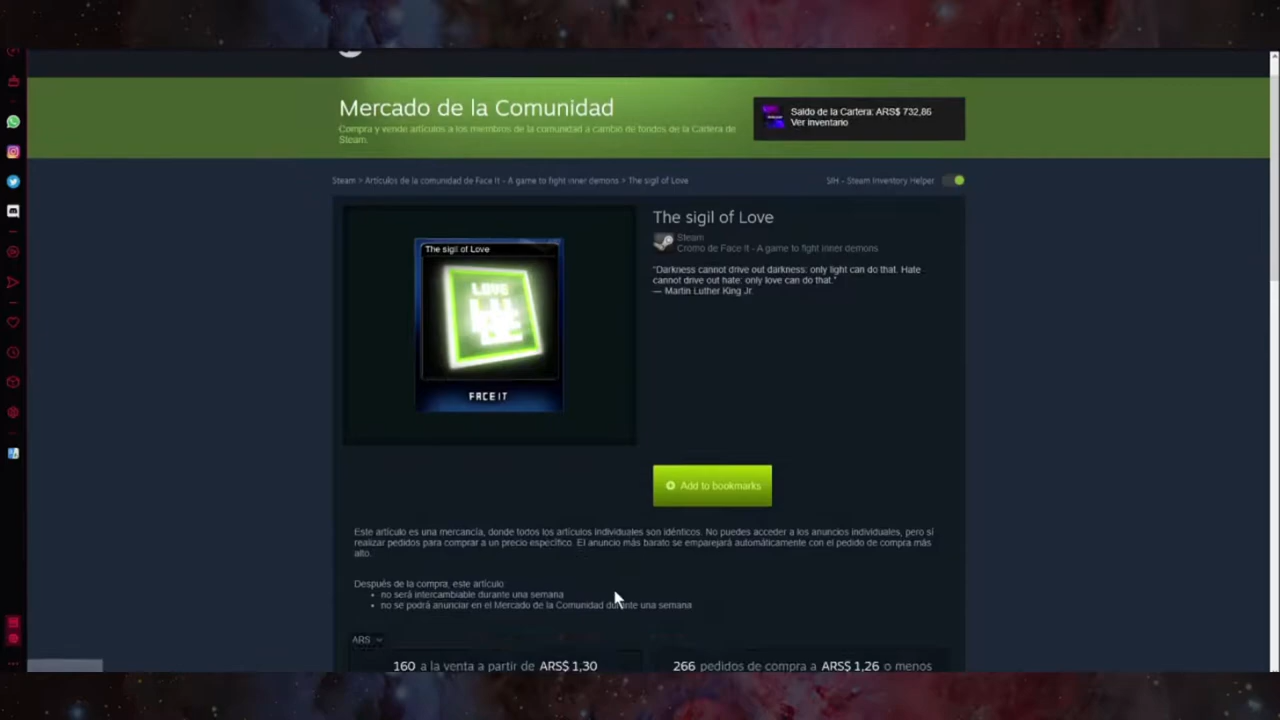 Mercado de la Comunidad
Compra y vende artículos a los miembros de la comunidad a cambio de fondos de la Cartera de
Steam.
Saldo de la Cartera: ARS$ 732,86
Ver inventario
Steam > Artículos de la comunidad de Face It - A game to fight inner demons > The sigil of Love
SIH - Steam Inventory Helper
The sigil of Love
LOVE
FACE IT
The sigil of Love
Steam
Cromo de Face It - A game to fight inner demons
"Darkness cannot drive out darkness: only light can do that. Hate
cannot drive out hate: only love can do that."
— Martin Luther King Jr.
Add to bookmarks
Este artículo es una mercancía, donde todos los artículos individuales son idénticos. No puedes acceder a los anuncios individuales, pero sí
realizar pedidos para comprar a un precio específico. El anuncio más barato se emparejará automáticamente con el pedido de compra más
alto.
Después de la compra, este artículo:
• no será intercambiable durante una semana
• no se podrá anunciar en el Mercado de la Comunidad durante una semana
ARS
160 a la venta a partir de ARS$ 1,30
266 pedidos de compra a ARS$ 1,26 o menos